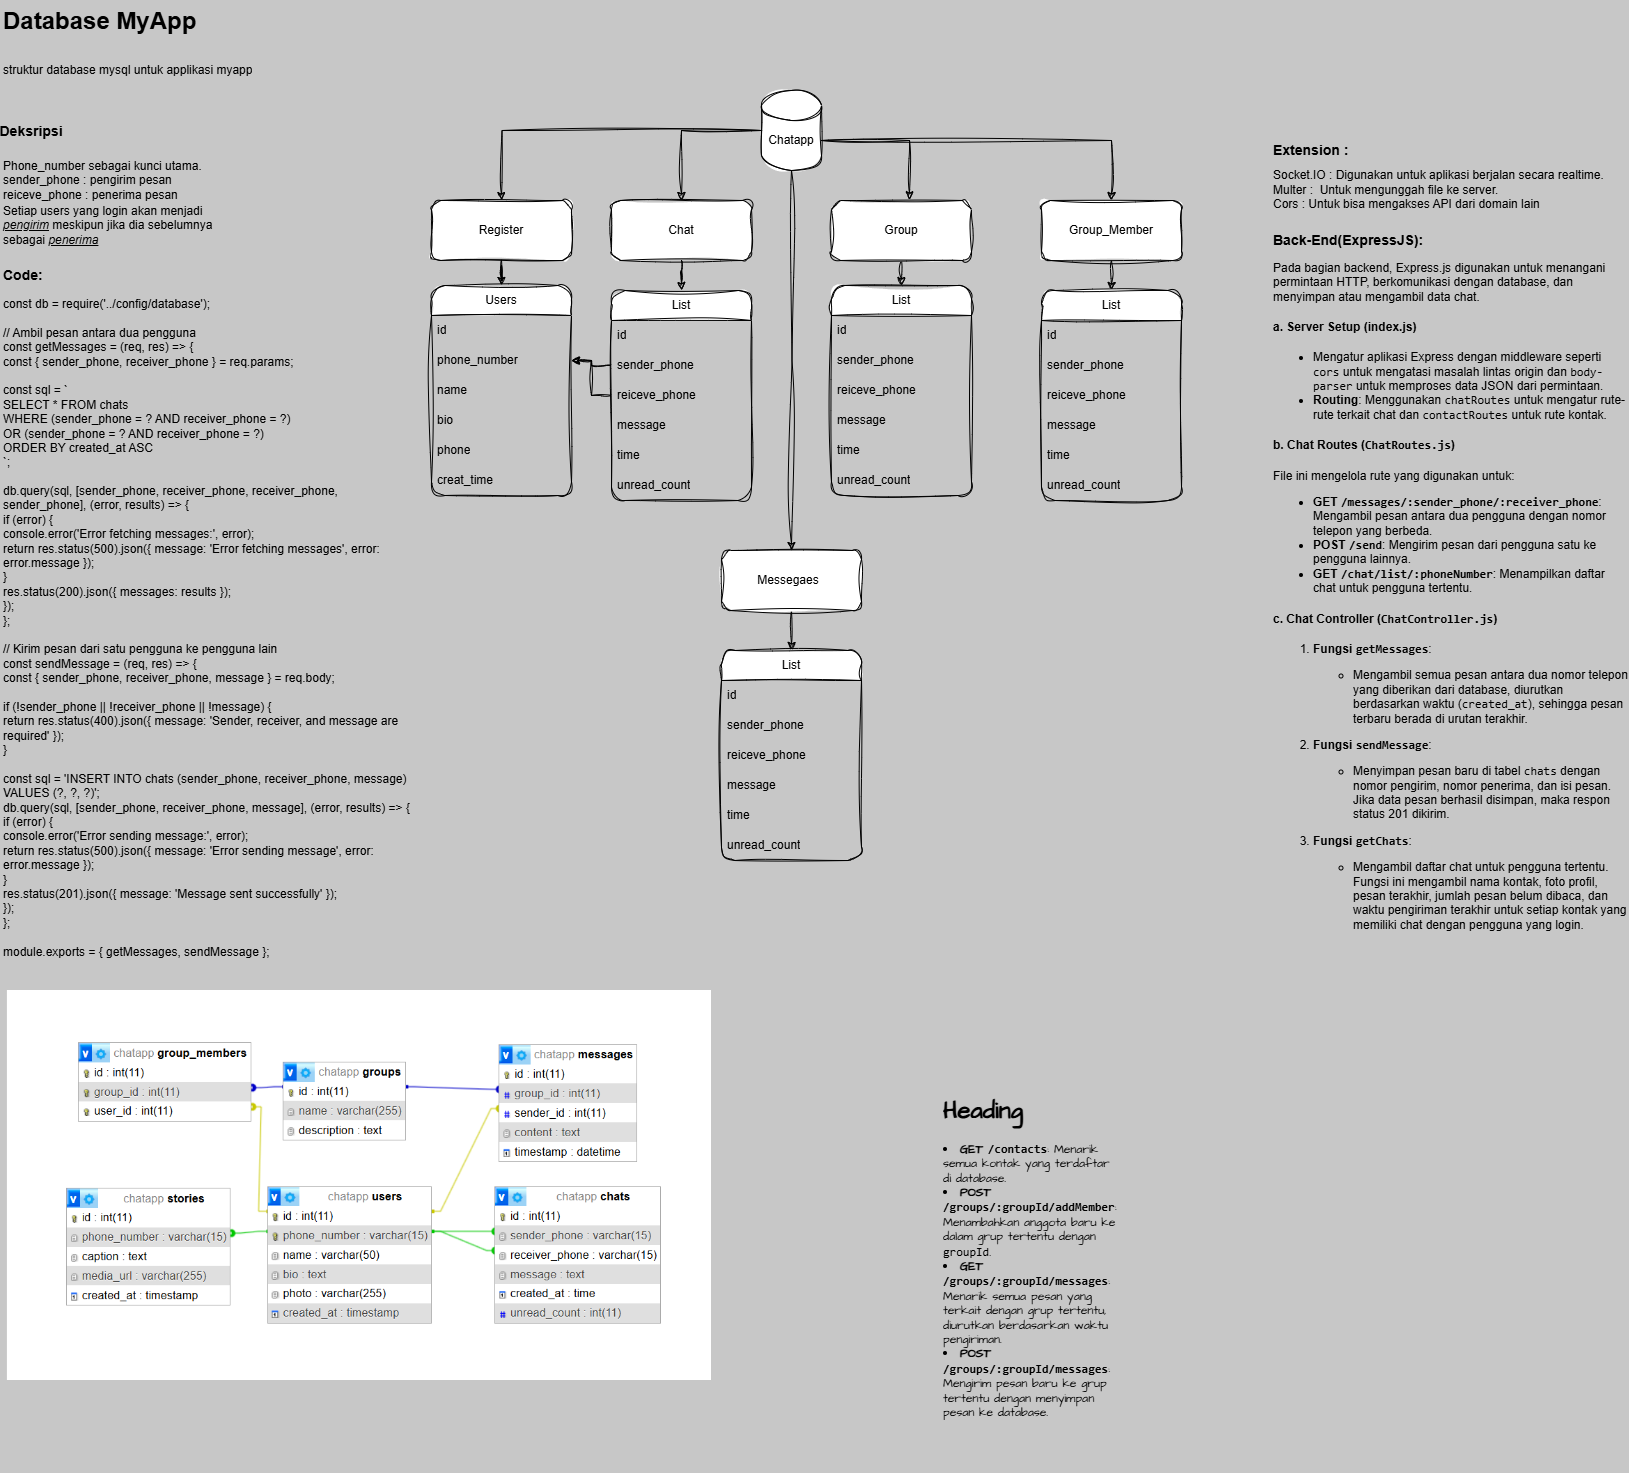 Database MyApp
struktur database mysql untuk applikasi myapp
Deksripsi
Phone_number sebagai kunci utama.
sender_phone : pengirim pesan
reiceve_phone : penerima pesan
Setiap users yang login akan menjadi
pengirim meskipun jika dia sebelumnya
sebagai penerima
Code:
const db = require('../config/database');
// Ambil pesan antara dua pengguna
const getMessages = (req, res) => {
const { sender_phone, receiver_phone } = req.params;
const sql = `
SELECT * FROM chats
WHERE (sender_phone = ? AND receiver_phone = ?)
OR (sender_phone = ? AND receiver_phone = ?)
ORDER BY created_at ASC
`;
db.query(sql, [sender_phone, receiver_phone, receiver_phone,
sender_phone], (error, results) => {
if (error) {
console.error('Error fetching messages:', error);
return res.status(500).json({ message: 'Error fetching messages', error:
error.message });
}
res.status(200).json({ messages: results });
});
};
// Kirim pesan dari satu pengguna ke pengguna lain
const sendMessage = (req, res) => {
const { sender_phone, receiver_phone, message } = req.body;
if (!sender_phone || !receiver_phone || !message) {
return res.status(400).json({ message: 'Sender, receiver, and message are
required' });
}
const sql = 'INSERT INTO chats (sender_phone, receiver_phone, message)
VALUES (?, ?, ?)';
db.query(sql, [sender_phone, receiver_phone, message], (error, results) => {
if (error) {
console.error('Error sending message:', error);
return res.status(500).json({ message: 'Error sending message', error:
error.message });
}
res.status(201).json({ message: 'Message sent successfully' });
});
};
module.exports = { getMessages, sendMessage };
Chatapp
Register
Users
id
phone_number
name
bio
phone
creat_time
Chat
List
id
sender_phone
reiceve_phone
message
time
unread_count
Group
List
id
sender_phone
reiceve_phone
message
time
unread_count
Group_Member
List
id
sender_phone
reiceve_phone
message
time
unread_count
Messegaes
List
id
sender_phone
reiceve_phone
message
time
unread_count
Extension :
Socket.IO : Digunakan untuk aplikasi berjalan secara realtime.
Multer : Untuk mengunggah file ke server.
Cors : Untuk bisa mengakses API dari domain lain
Back-End(ExpressJS):
Pada bagian backend, Express.js digunakan untuk menangani
permintaan HTTP, berkomunikasi dengan database, dan
menyimpan atau mengambil data chat.
a. Server Setup (index.js)
• Mengatur aplikasi Express dengan middleware seperti
cors untuk mengatasi masalah lintas origin dan body-
parser untuk memproses data JSON dari permintaan.
• Routing: Menggunakan chatRoutes untuk mengatur rute-
rute terkait chat dan contactRoutes untuk rute kontak.
b. Chat Routes (ChatRoutes.js)
File ini mengelola rute yang digunakan untuk:
• GET /messages/:sender_phone/:receiver_phone:
Mengambil pesan antara dua pengguna dengan nomor
telepon yang berbeda.
• POST /send: Mengirim pesan dari pengguna satu ke
pengguna lainnya.
• GET /chat/list/:phoneNumber: Menampilkan daftar
chat untuk pengguna tertentu.
c. Chat Controller (ChatController.js)
1. Fungsi getMessages:
Mengambil semua pesan antara dua nomor telepon
yang diberikan dari database, diurutkan
berdasarkan waktu (created_at), sehingga pesan
terbaru berada di urutan terakhir.
2. Fungsi sendMessage:
Menyimpan pesan baru di tabel chats dengan
nomor pengirim, nomor penerima, dan isi pesan.
Jika data pesan berhasil disimpan, maka respon
status 201 dikirim.
3. Fungsi getChats:
Mengambil daftar chat untuk pengguna tertentu.
Fungsi ini mengambil nama kontak, foto profil,
pesan terakhir, jumlah pesan belum dibaca, dan
waktu pengiriman terakhir untuk setiap kontak yang
memiliki chat dengan pengguna yang login.
v chatapp group_members
id : int(11)
group_id : int(11)
user_id : int(11)
v chatapp groups
id : int(11)
name : varchar(255)
description : text
v chatapp messages
id : int(11)
# group_id : int(11)
# sender_id : int(11)
content : text
timestamp : datetime
v chatapp stories
id : int(11)
phone_number : varchar(15)
caption : text
media_url : varchar(255)
created_at : timestamp
v chatapp users
id : int(11)
phone_number : varchar(15)
name : varchar(50)
bio : text
photo : varchar(255)
created_at : timestamp
v chatapp chats
id : int(11)
sender_phone : varchar(15)
receiver_phone : varchar(15)
message : text
created_at : time
# unread_count : int(11)
Heading
• GET /contacts: Menarik
semua kontak yang terdaftar
di database.
• POST
/groups/:groupId/addMember:
Menambahkan anggota baru ke
dalam grup tertentu dengan
groupId.
• GET
/groups/:groupId/messages:
Menarik semua pesan yang
terkait dengan grup tertentu,
diurutkan berdasarkan waktu
pengiriman.
• POST
/groups/:groupId/messages:
Mengirim pesan baru ke grup
tertentu dengan menyimpan
pesan ke database.